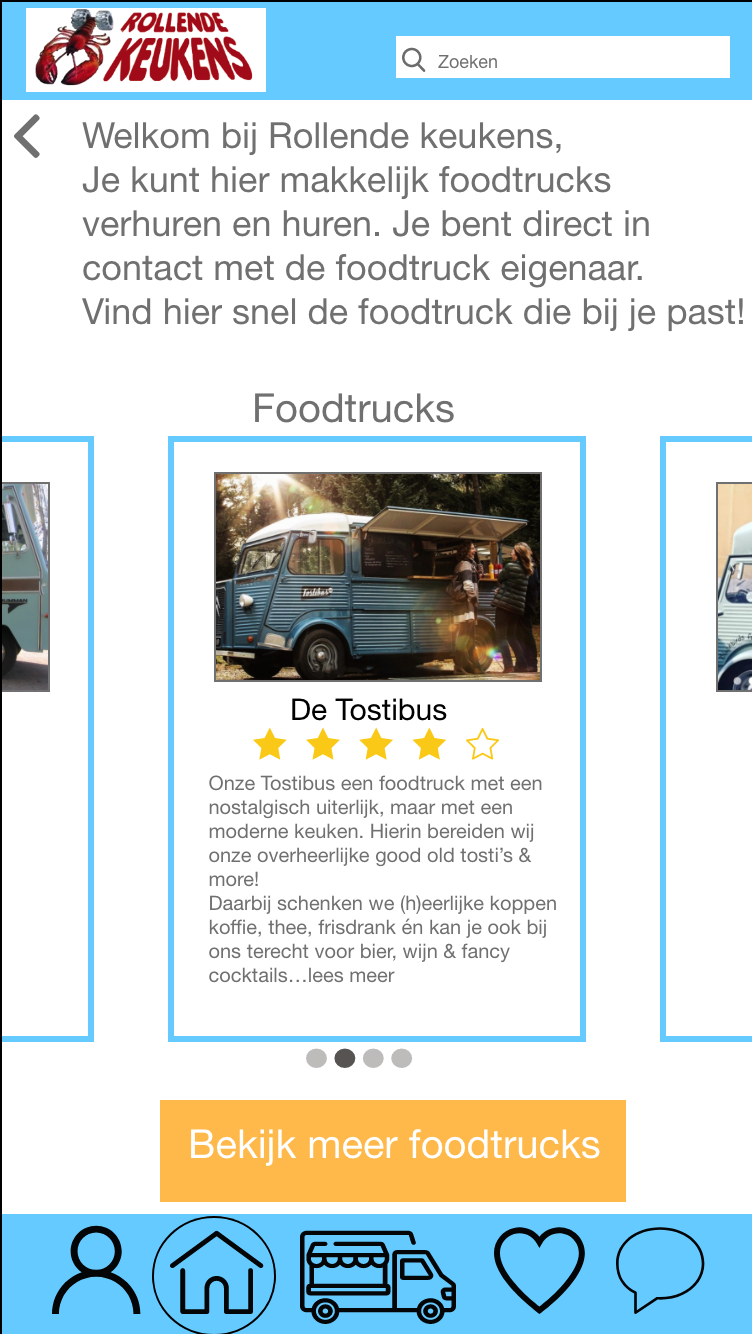 ROLLENDE
KEUKENS
Zoeken
Welkom bij Rollende keukens,
Je kunt hier makkelijk foodtrucks
verhuren en huren. Je bent direct in
contact met de foodtruck eigenaar.
Vind hier snel de foodtruck die bij je past!
Foodtrucks
Tostibus
De Tostibus
Onze Tostibus een foodtruck met een
nostalgisch uiterlijk, maar met een
moderne keuken. Hierin bereiden wij
onze overheerlijke good old tosti’s &
more!
Daarbij schenken we (h)eerlijke koppen
koffie, thee, frisdrank én kan je ook bij
ons terecht voor bier, wijn & fancy
cocktails…lees meer
Bekijk meer foodtrucks